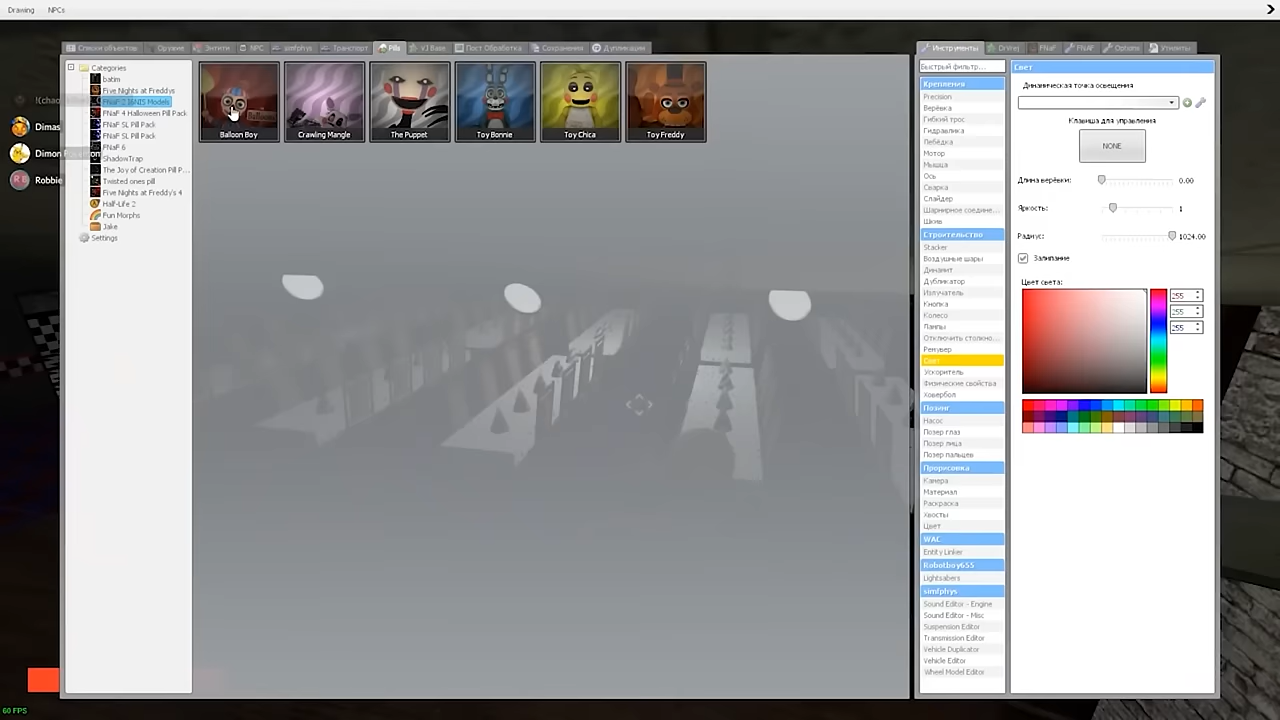 Drawing NPCs
Списки объектов Оружие Энтити NPC simfphys Транспорт Pills VJ Base Пост Обработка Сохранения Дупликации
Инструменты Drive FNaF FNAF Options Утилиты
Categories
batim
Five Nights at Freddys
FNaF 4 Halloween Pill Pack
FNaF SL Pill Pack
FNaF SL Pill Pack
FNaF 6
ShadowTrap
The Joy of Creation Pill P...
Twisted ones pill
Five Nights at Freddy's 4
Half-Life 2
Fun Morphs
Jake
Settings
Dimas
Dimon
Robbie
Balloon Boy
Crawling Mangle
The Puppet
Toy Bonnie
Toy Chica
Toy Freddy
Быстрый фильтр...
Крепления
Precision
Верёвка
Гибкий трос
Гидравлика
Лебёдка
Мотор
Мышца
Ось
Сварка
Слайдер
Шарнирное соедине...
Шкив
Строительство
Stacker
Воздушные шары
Динамит
Дубликатор
Излучатель
Кнопка
Колесо
Лампы
Отключить столкно...
Ремувер
Свет
Ускоритель
Физические свойства
Ховербол
Позинг
Насос
Позер глаз
Позер лица
Позер пальцев
Прорисовка
Камера
Материал
Раскраска
Хвосты
Цвет
WAC
Entity Linker
Robotboy655
Lightsabers
simfphys
Sound Editor - Engine
Sound Editor - Misc
Suspension Editor
Transmission Editor
Vehicle Duplicator
Vehicle Editor
Wheel Model Editor
Свет
Динамическая точка освещения
Клавиша для управления
NONE
Длина верёвки: 0.00
Яркость: 1
Радиус: 1024.00
Залипание
Цвет света:
255
255
255
60 FPS